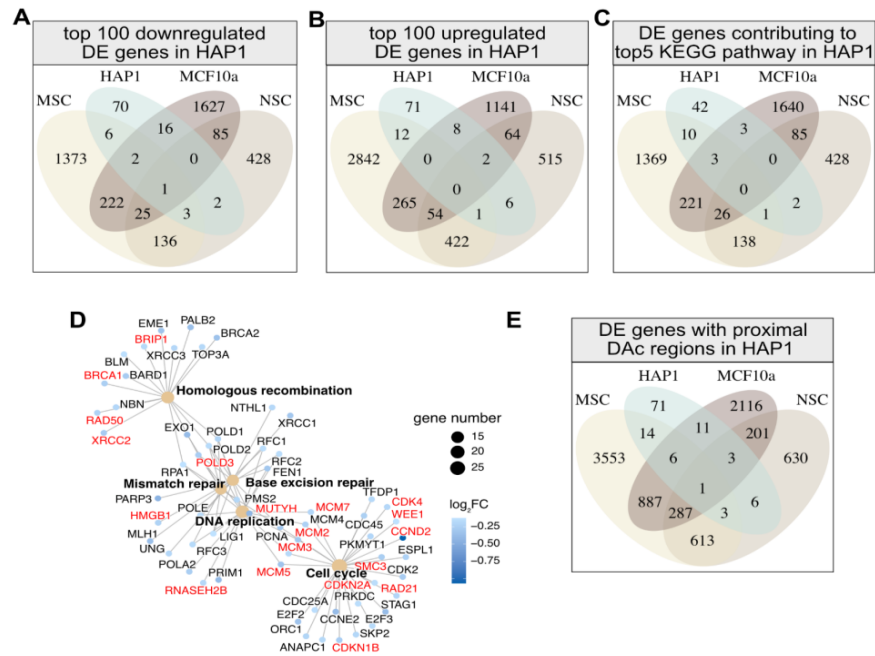 A
top 100 downregulated
DE genes in HAP1
HAP1
MCF10a
MSC
NSC
70
1627
6
16
85
1373
2
0
428
1
222
25
3
2
136
B
top 100 upregulated
DE genes in HAP1
HAP1
MCF10a
MSC
NSC
71
1141
12
8
64
2842
0
2
515
0
265
54
1
6
422
C
DE genes contributing to
top5 KEGG pathway in HAP1
HAP1
MCF10a
MSC
NSC
42
1640
10
3
85
1369
3
0
428
0
221
26
1
2
138
D
EME1
PALB2
BRIP1
BRCA2
XRCC3
TOP3A
BLM
BRCA1
BARD1
Homologous recombination
NBN
NTHL1
RAD50
XRCC1
XRCC2
EXO1
POLD1
POLD2
RFC1
POLD3
RFC2
RPA1
FEN1
Mismatch repair
Base excision repair
PARP3
PMS2
POLE
MUTYH
MCM7
HMGB1
DNA replication
MCM4
MLH1
LIG1
PCNA
MCM2
UNG
RFC3
MCM3
POLA2
PRIM1
MCM5
RNASEH2B
TFDP1
CDK4
WEE1
CDC45
CCND2
PKMYT1
ESPL1
SMC3
CDK2
Cell cycle
CDKN2A
RAD21
PRKDC
CDC25A
STAG1
E2F2
CCNE2
E2F3
ORC1
SKP2
ANAPC1
CDKN1B
gene number
15
20
25
log2FC
−0.25
−0.50
−0.75
E
DE genes with proximal
DAc regions in HAP1
HAP1
MCF10a
MSC
NSC
71
2116
14
11
201
3553
6
3
630
1
887
287
3
6
613